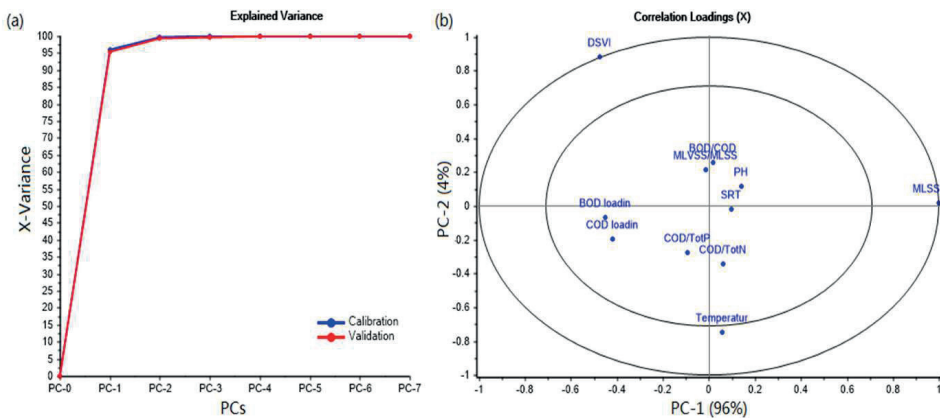 (a)
Explained Variance
100
95
90
85
80
75
70
65
60
55
50
45
40
35
30
25
20
15
10
5
0
X-Variance
Calibration
Validation
PC-0 PC-1 PC-2 PC-3 PC-4 PC-5 PC-6 PC-7
PCs
(b)
Correlation Loadings (X)
1
0.8
0.6
0.4
0.2
0
-0.2
-0.4
-0.6
-0.8
-1
PC-2 (4%)
DSVI
BOD/COD
MLVSS/MLSS
PH
MLSS
SRT
BOD loadin
COD loadin
COD/TotP
COD/TotN
Temperatur
-1 -0.8 -0.6 -0.4 -0.2 0 0.2 0.4 0.6 0.8 1
PC-1 (96%)